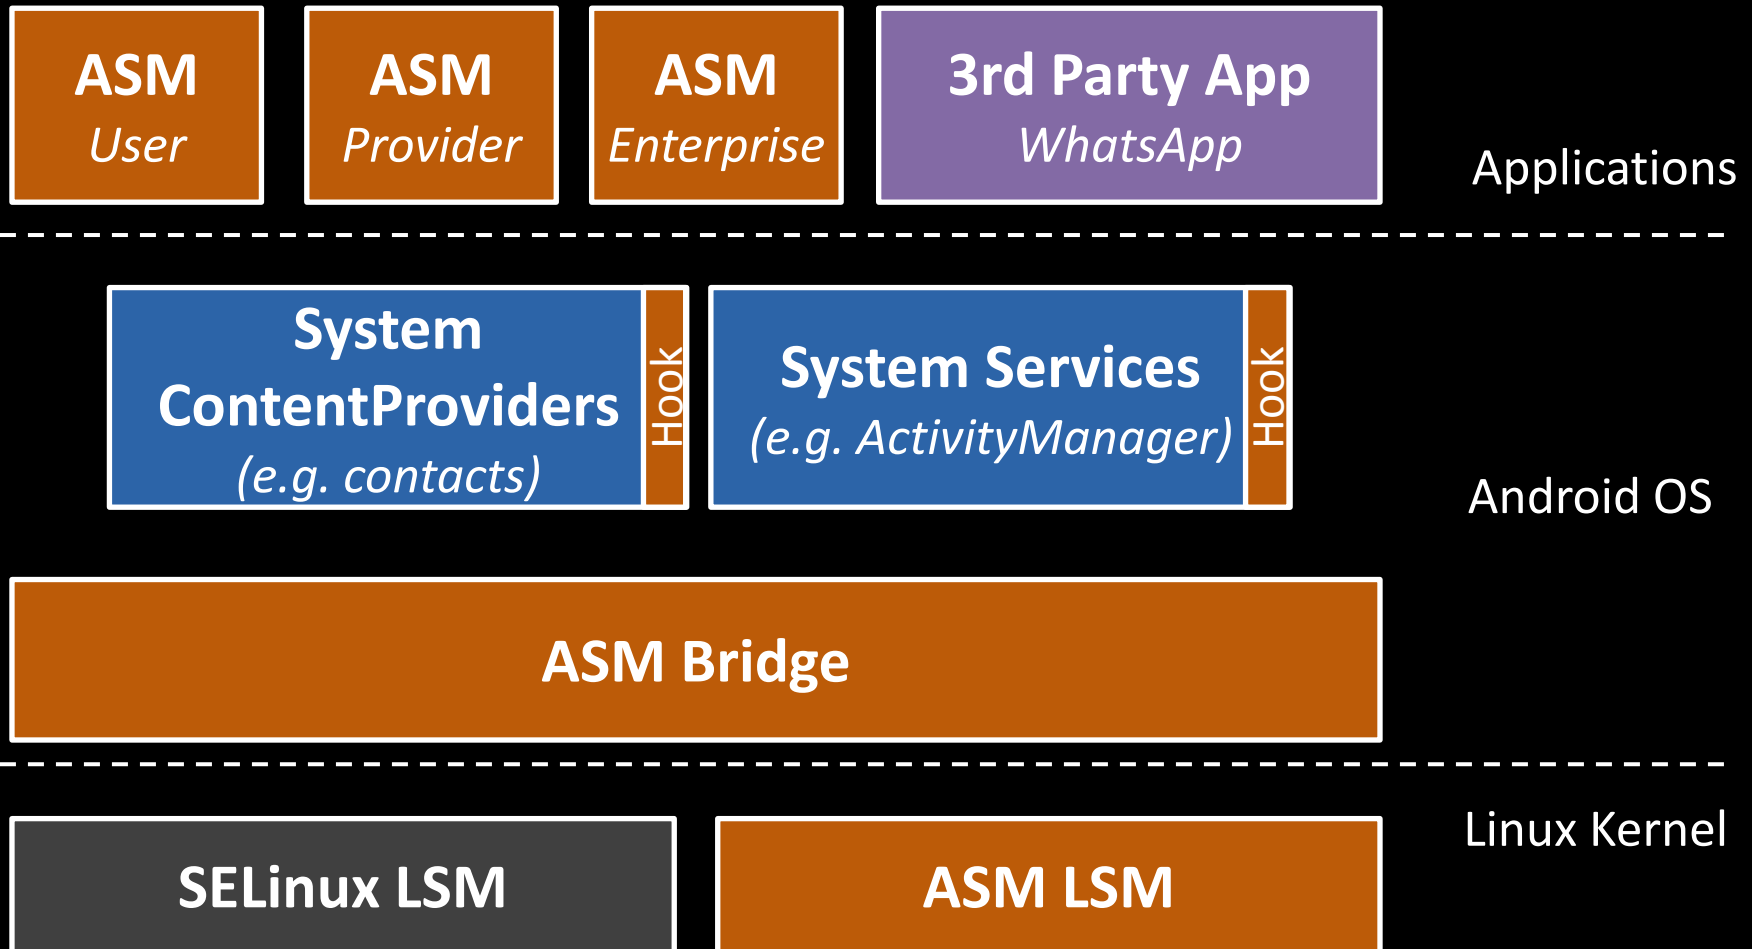 ASM
User
ASM
Provider
ASM
Enterprise
3rd Party App
WhatsApp
Applications
System
ContentProviders
(e.g. contacts)
Hook
System Services
(e.g. ActivityManager)
Hook
Android OS
ASM Bridge
Linux Kernel
SELinux LSM
ASM LSM